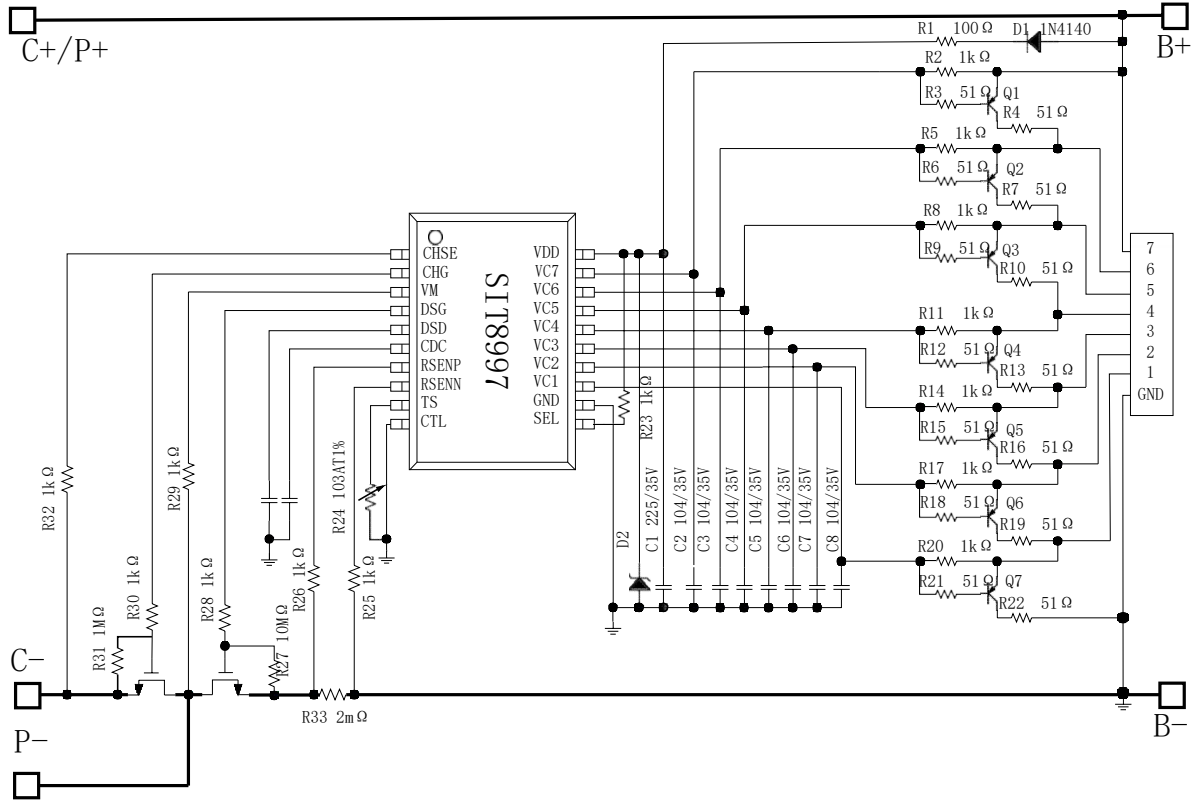 C+/P+
B+
R1 100Ω D1 1N4140
R2 1kΩ
R3 51Ω Q1
R4 51Ω
R5 1kΩ
R6 51Ω Q2
R7 51Ω
R8 1kΩ
R9 51Ω Q3
R10 51Ω
R11 1kΩ
R12 51Ω Q4
R13 51Ω
R14 1kΩ
R15 51Ω Q5
R16 51Ω
R17 1kΩ
R18 51Ω Q6
R19 51Ω
R20 1kΩ
R21 51Ω Q7
R22 51Ω
7
6
5
4
3
2
1
GND
SIT8997
CHSE
CHG
VM
DSG
DSD
CDC
RSENP
RSENN
TS
CTL
VDD
VC7
VC6
VC5
VC4
VC3
VC2
VC1
GND
SEL
R23 1kΩ
R32 1kΩ
R29 1kΩ
R24 103AT1%
R31 1MΩ
R30 1kΩ
R28 1kΩ
R27 10MΩ
R26 1kΩ
R25 1kΩ
D2
C1 225/35V
C2 104/35V
C3 104/35V
C4 104/35V
C5 104/35V
C6 104/35V
C7 104/35V
C8 104/35V
R33 2mΩ
C-
P-
B-